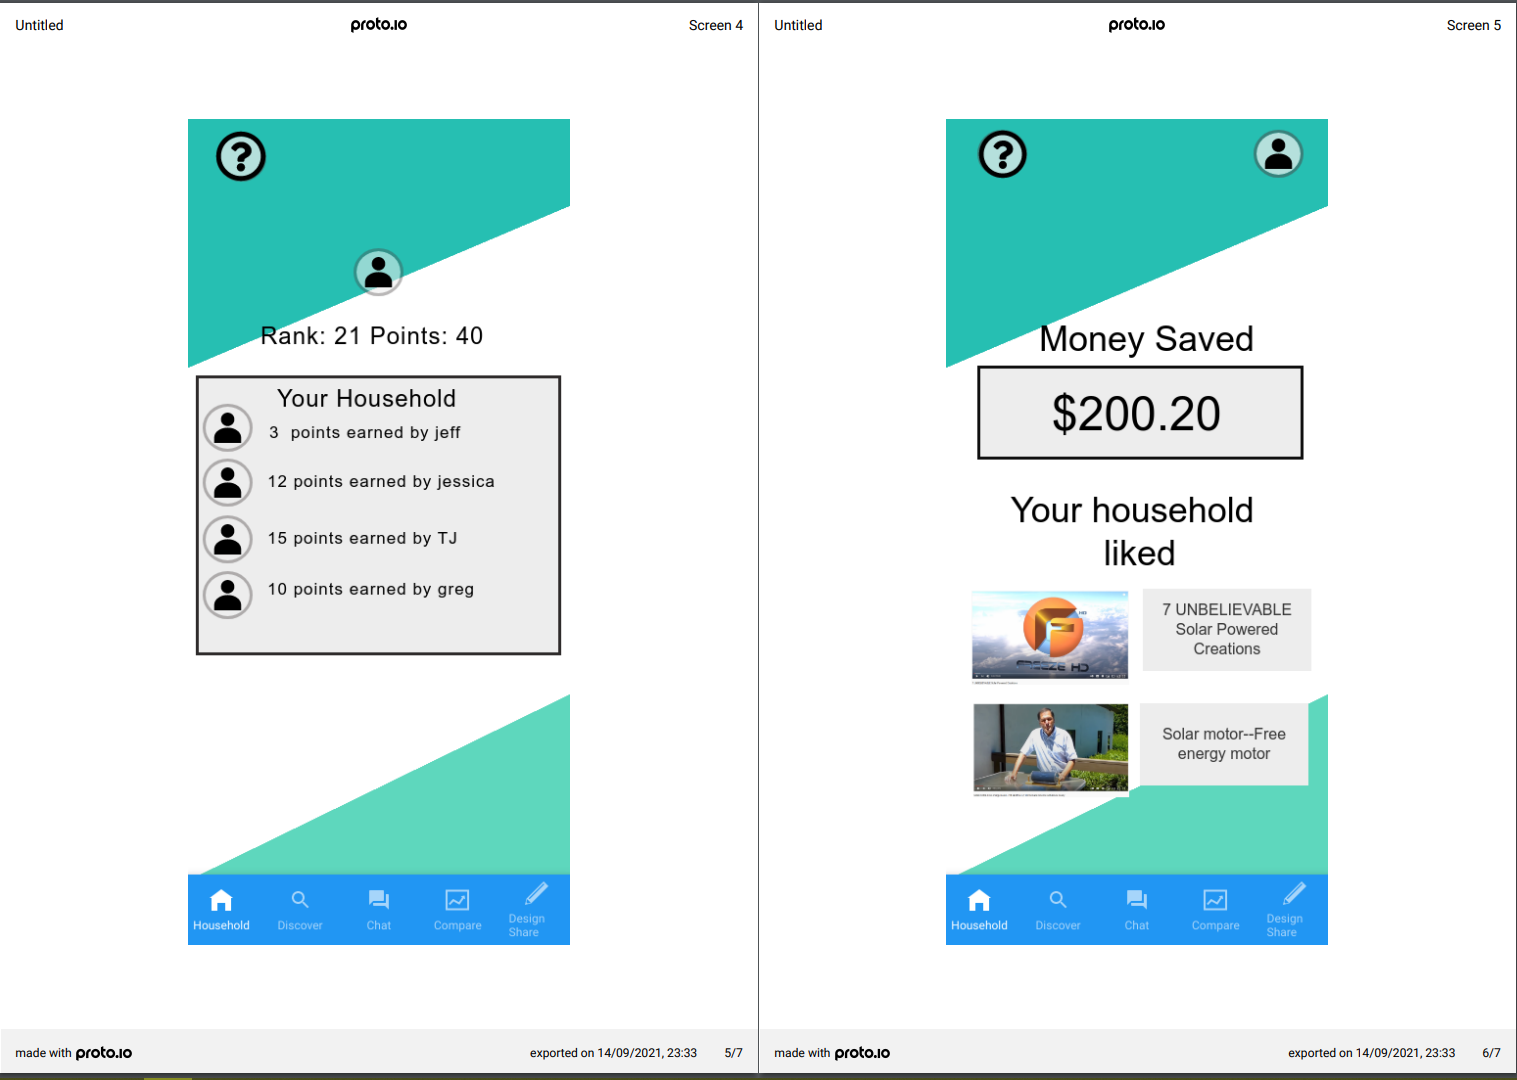 Untitled
proto.io
Screen 4
Rank: 21 Points: 40
Your Household
3 points earned by jeff
12 points earned by jessica
15 points earned by TJ
10 points earned by greg
Household
Discover
Chat
Compare
Design
Share
made with proto.io
exported on 14/09/2021, 23:33
5/7
Untitled
proto.io
Screen 5
Money Saved
$200.20
Your household
liked
HD
FREEZE HD
7 UNBELIEVABLE
Solar Powered
Creations
Solar motor--Free
energy motor
Household
Discover
Chat
Compare
Design
Share
made with proto.io
exported on 14/09/2021, 23:33
6/7